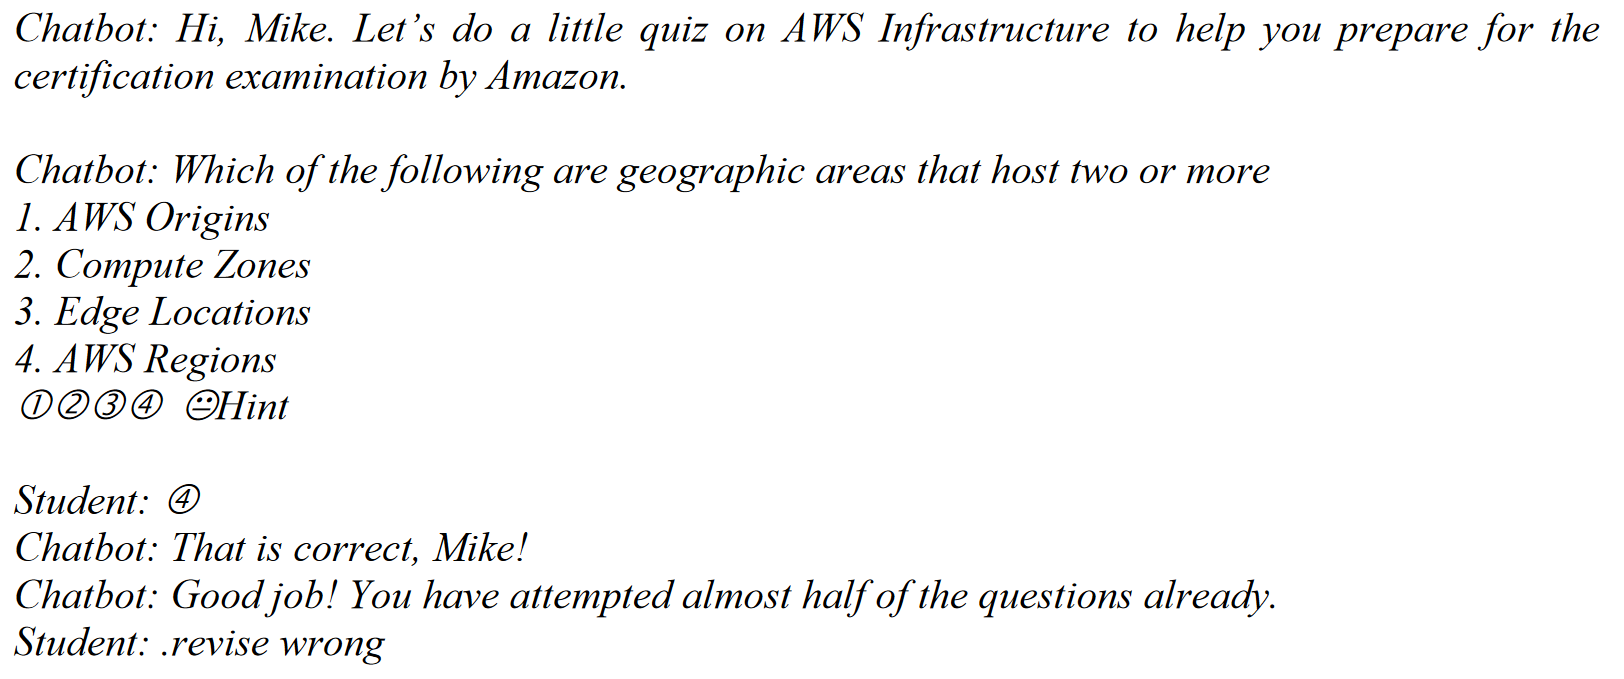 Chatbot: Hi, Mike. Let’s do a little quiz on AWS Infrastructure to help you prepare for the
certification examination by Amazon.
Chatbot: Which of the following are geographic areas that host two or more
1. AWS Origins
2. Compute Zones
3. Edge Locations
4. AWS Regions
①②③④ 😐Hint
Student: ④
Chatbot: That is correct, Mike!
Chatbot: Good job! You have attempted almost half of the questions already.
Student: .revise wrong